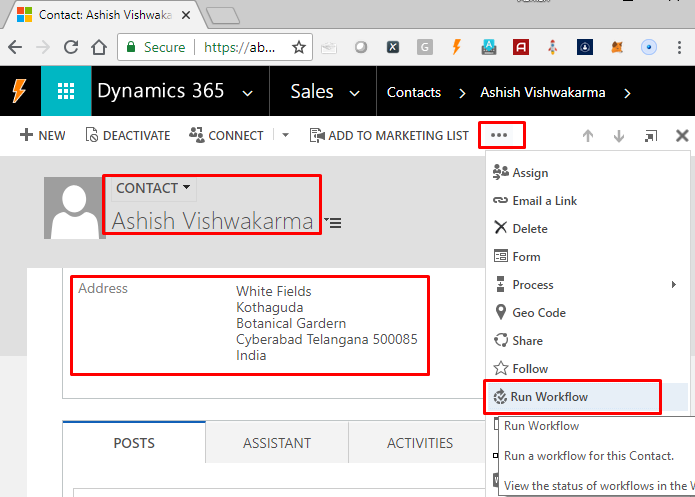 Contact: Ashish Vishwaka
Secure https://ab...
Dynamics 365 Sales Contacts Ashish Vishwakarma
NEW DEACTIVATE CONNECT ADD TO MARKETING LIST
CONTACT
Ashish Vishwakarma
Address
White Fields
Kothaguda
Botanical Gardern
Cyberabad Telangana 500085
India
POSTS ASSISTANT ACTIVITIES
Assign
Email a Link
Delete
Form
Process
Geo Code
Share
Follow
Run Workflow
Run Workflow
Run a workflow for this Contact.
View the status of workflows in the W